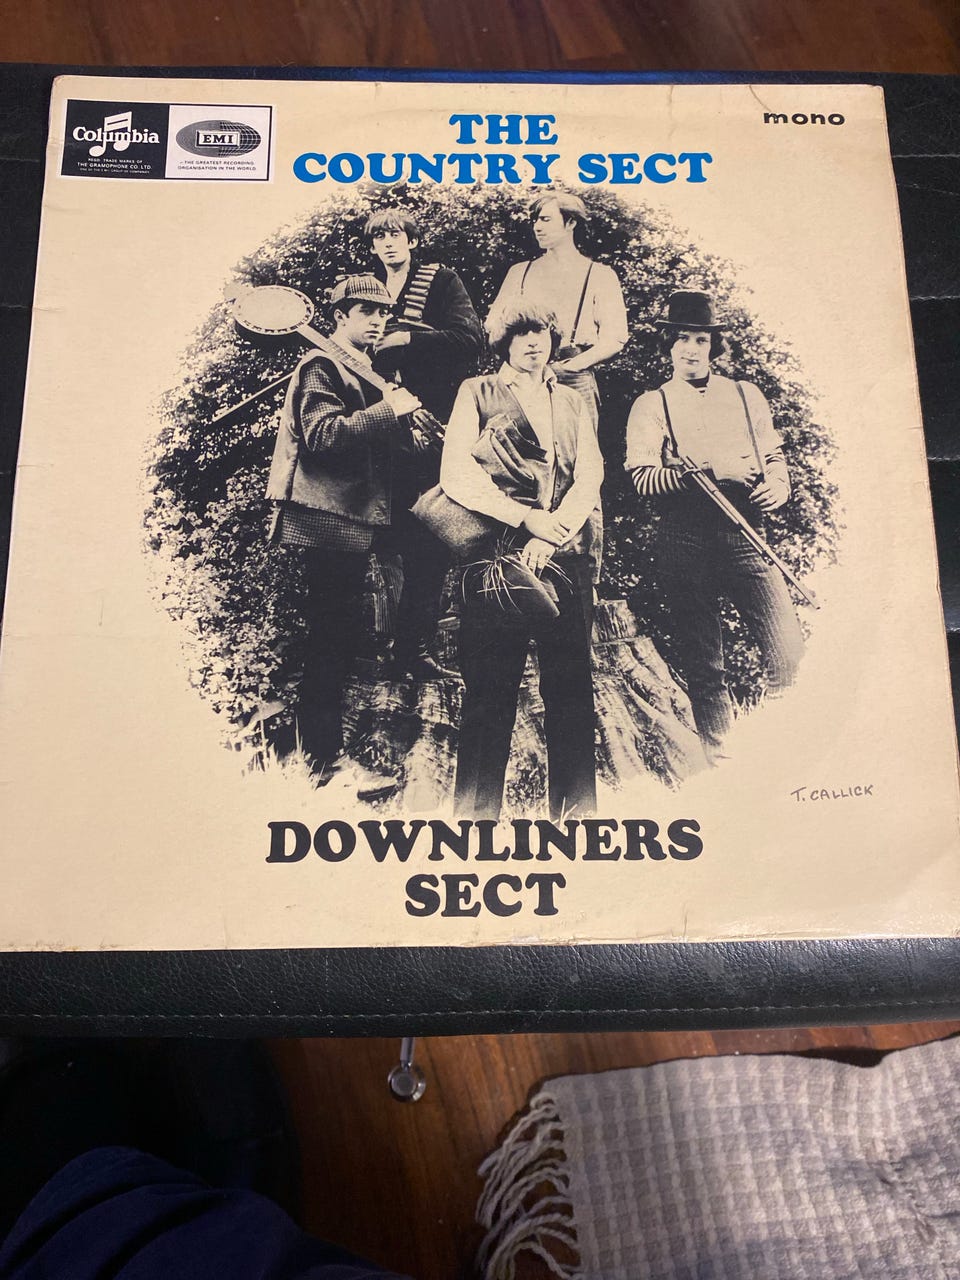 Columbia
REGD. TRADE MARKS OF
THE GRAMOPHONE CO. LTD.
EMI
THE GREATEST RECORDING
ORGANISATION IN THE WORLD
THE
COUNTRY SECT
mono
T. CALLICK
DOWNLINERS
SECT